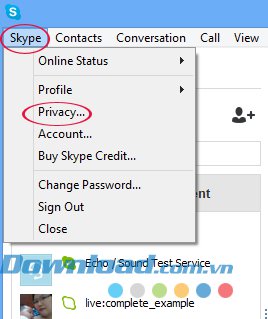 Skype Contacts Conversation Call View
Online Status
Profile
Privacy...
Account...
Buy Skype Credit...
Change Password...
Sign Out
Close
ent
Echo / Sound Test Service
Download.com.vn
live:complete_example